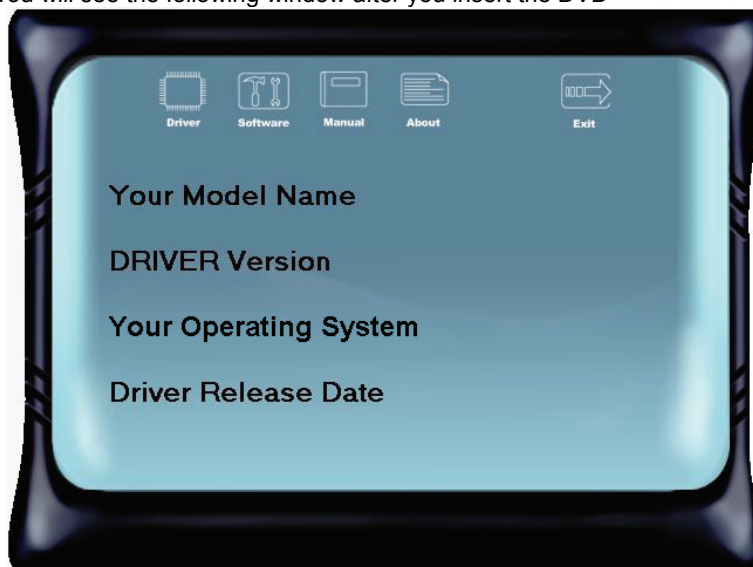 You will see the following window after you insert the DVD
Driver Software Manual About Exit
Your Model Name
DRIVER Version
Your Operating System
Driver Release Date